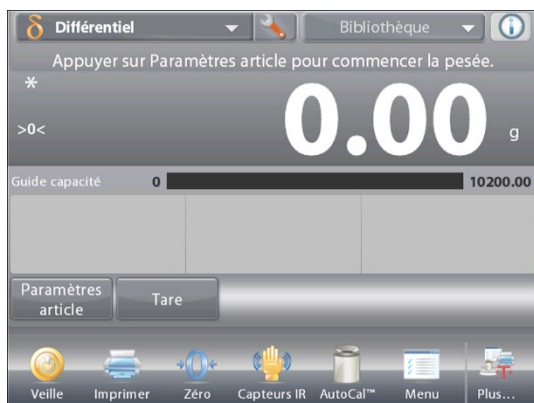 δ Différentiel
Bibliothèque
Appuyer sur Paramètres article pour commencer la pesée.
*
>0<
0.00 g
Guide capacité 0 10200.00
Paramètres
article
Tare
→0←
Veille Imprimer Zéro Capteurs IR AutoCal™ Menu Plus...